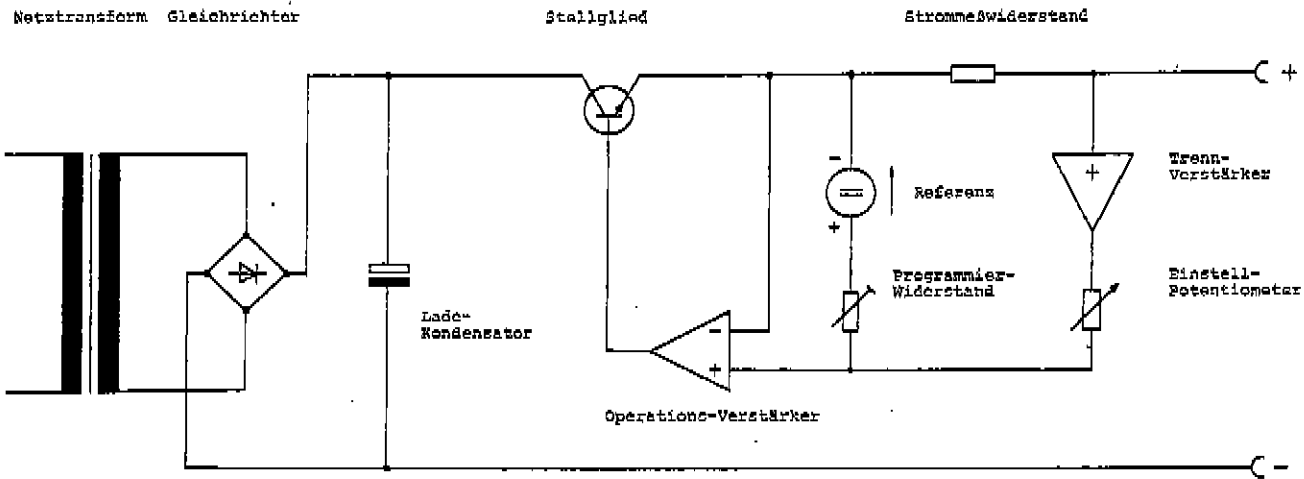 Netztransform Gleichrichter
Stellglied
Strommeßwiderstand
+
Trenn-
Verstärker
+
-
Referenz
+
Programmier-
Widerstand
Einstell-
Potentiometer
Lade-
Kondensator
-
+
Operations-Verstärker
-